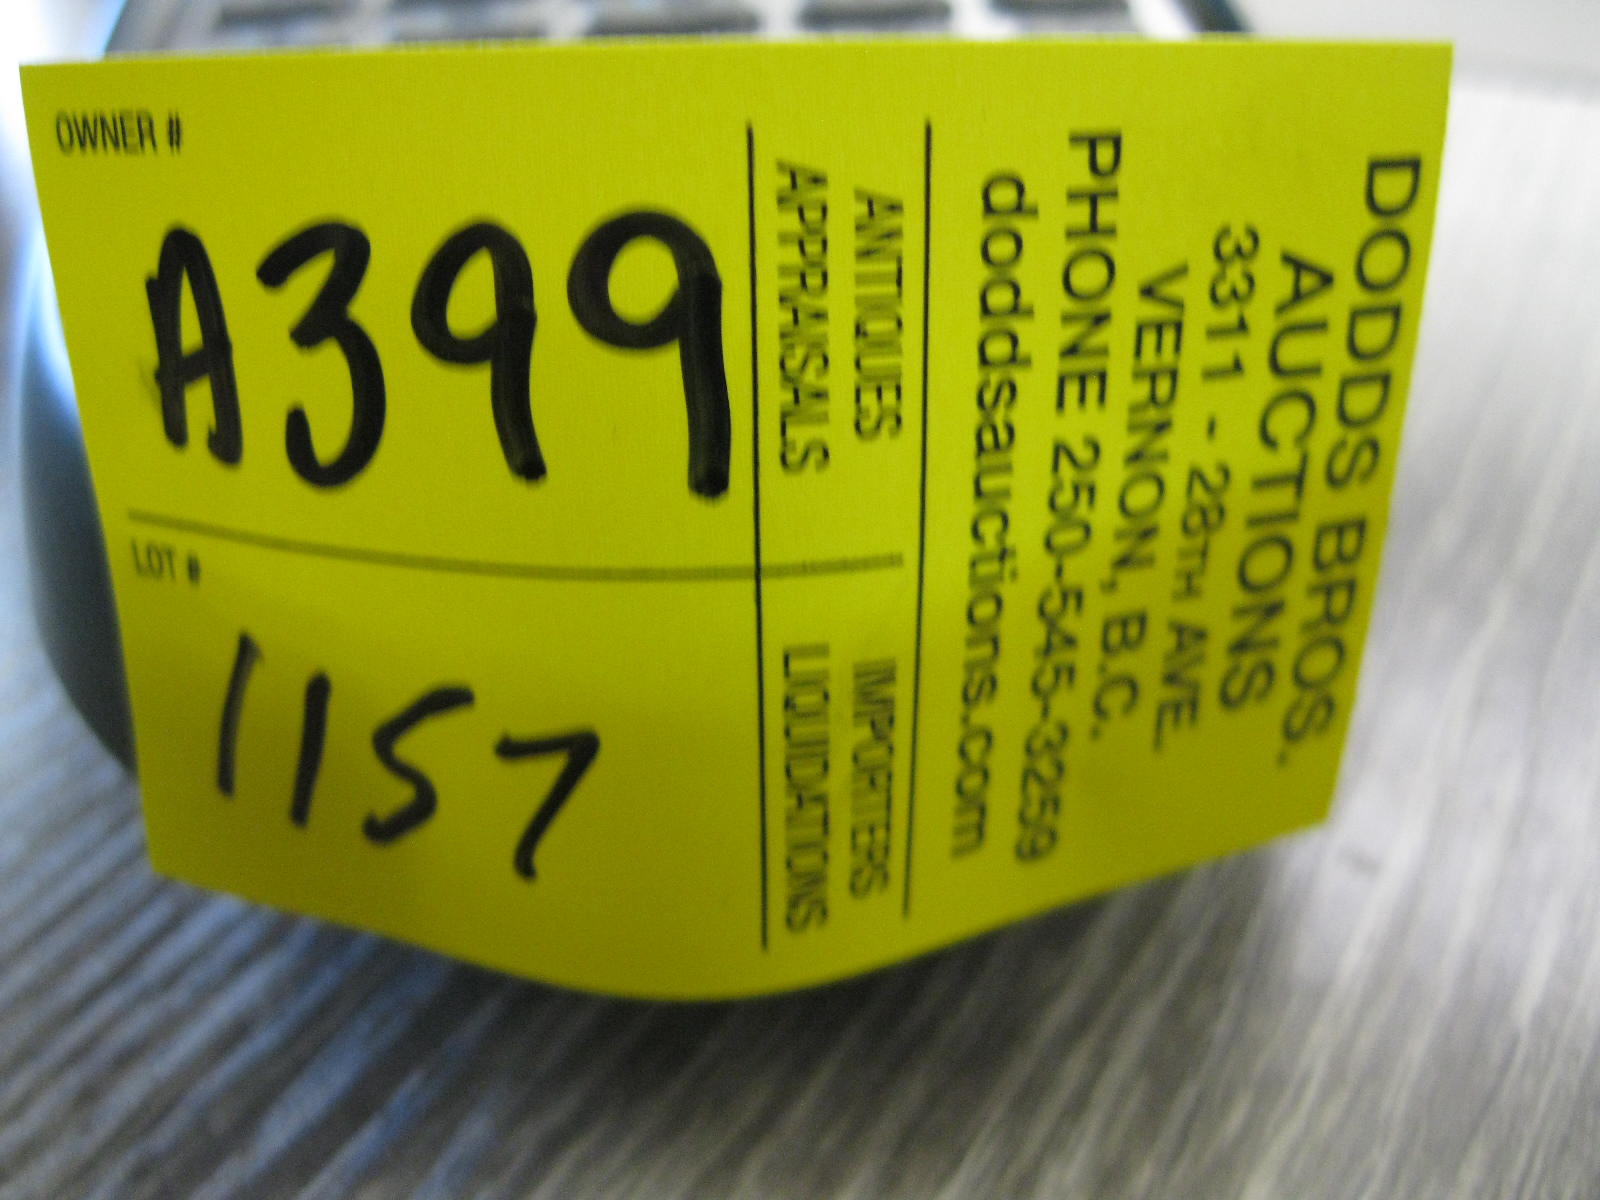 OWNER #
A399
LOT #
1157
ANTIQUES
APPRAISALS
IMPORTERS
LIQUIDATIONS
DODDS BROS.
AUCTIONS
3311 - 28TH AVE.
VERNON, B.C.
PHONE 250-545-3259
doddsauctions.com